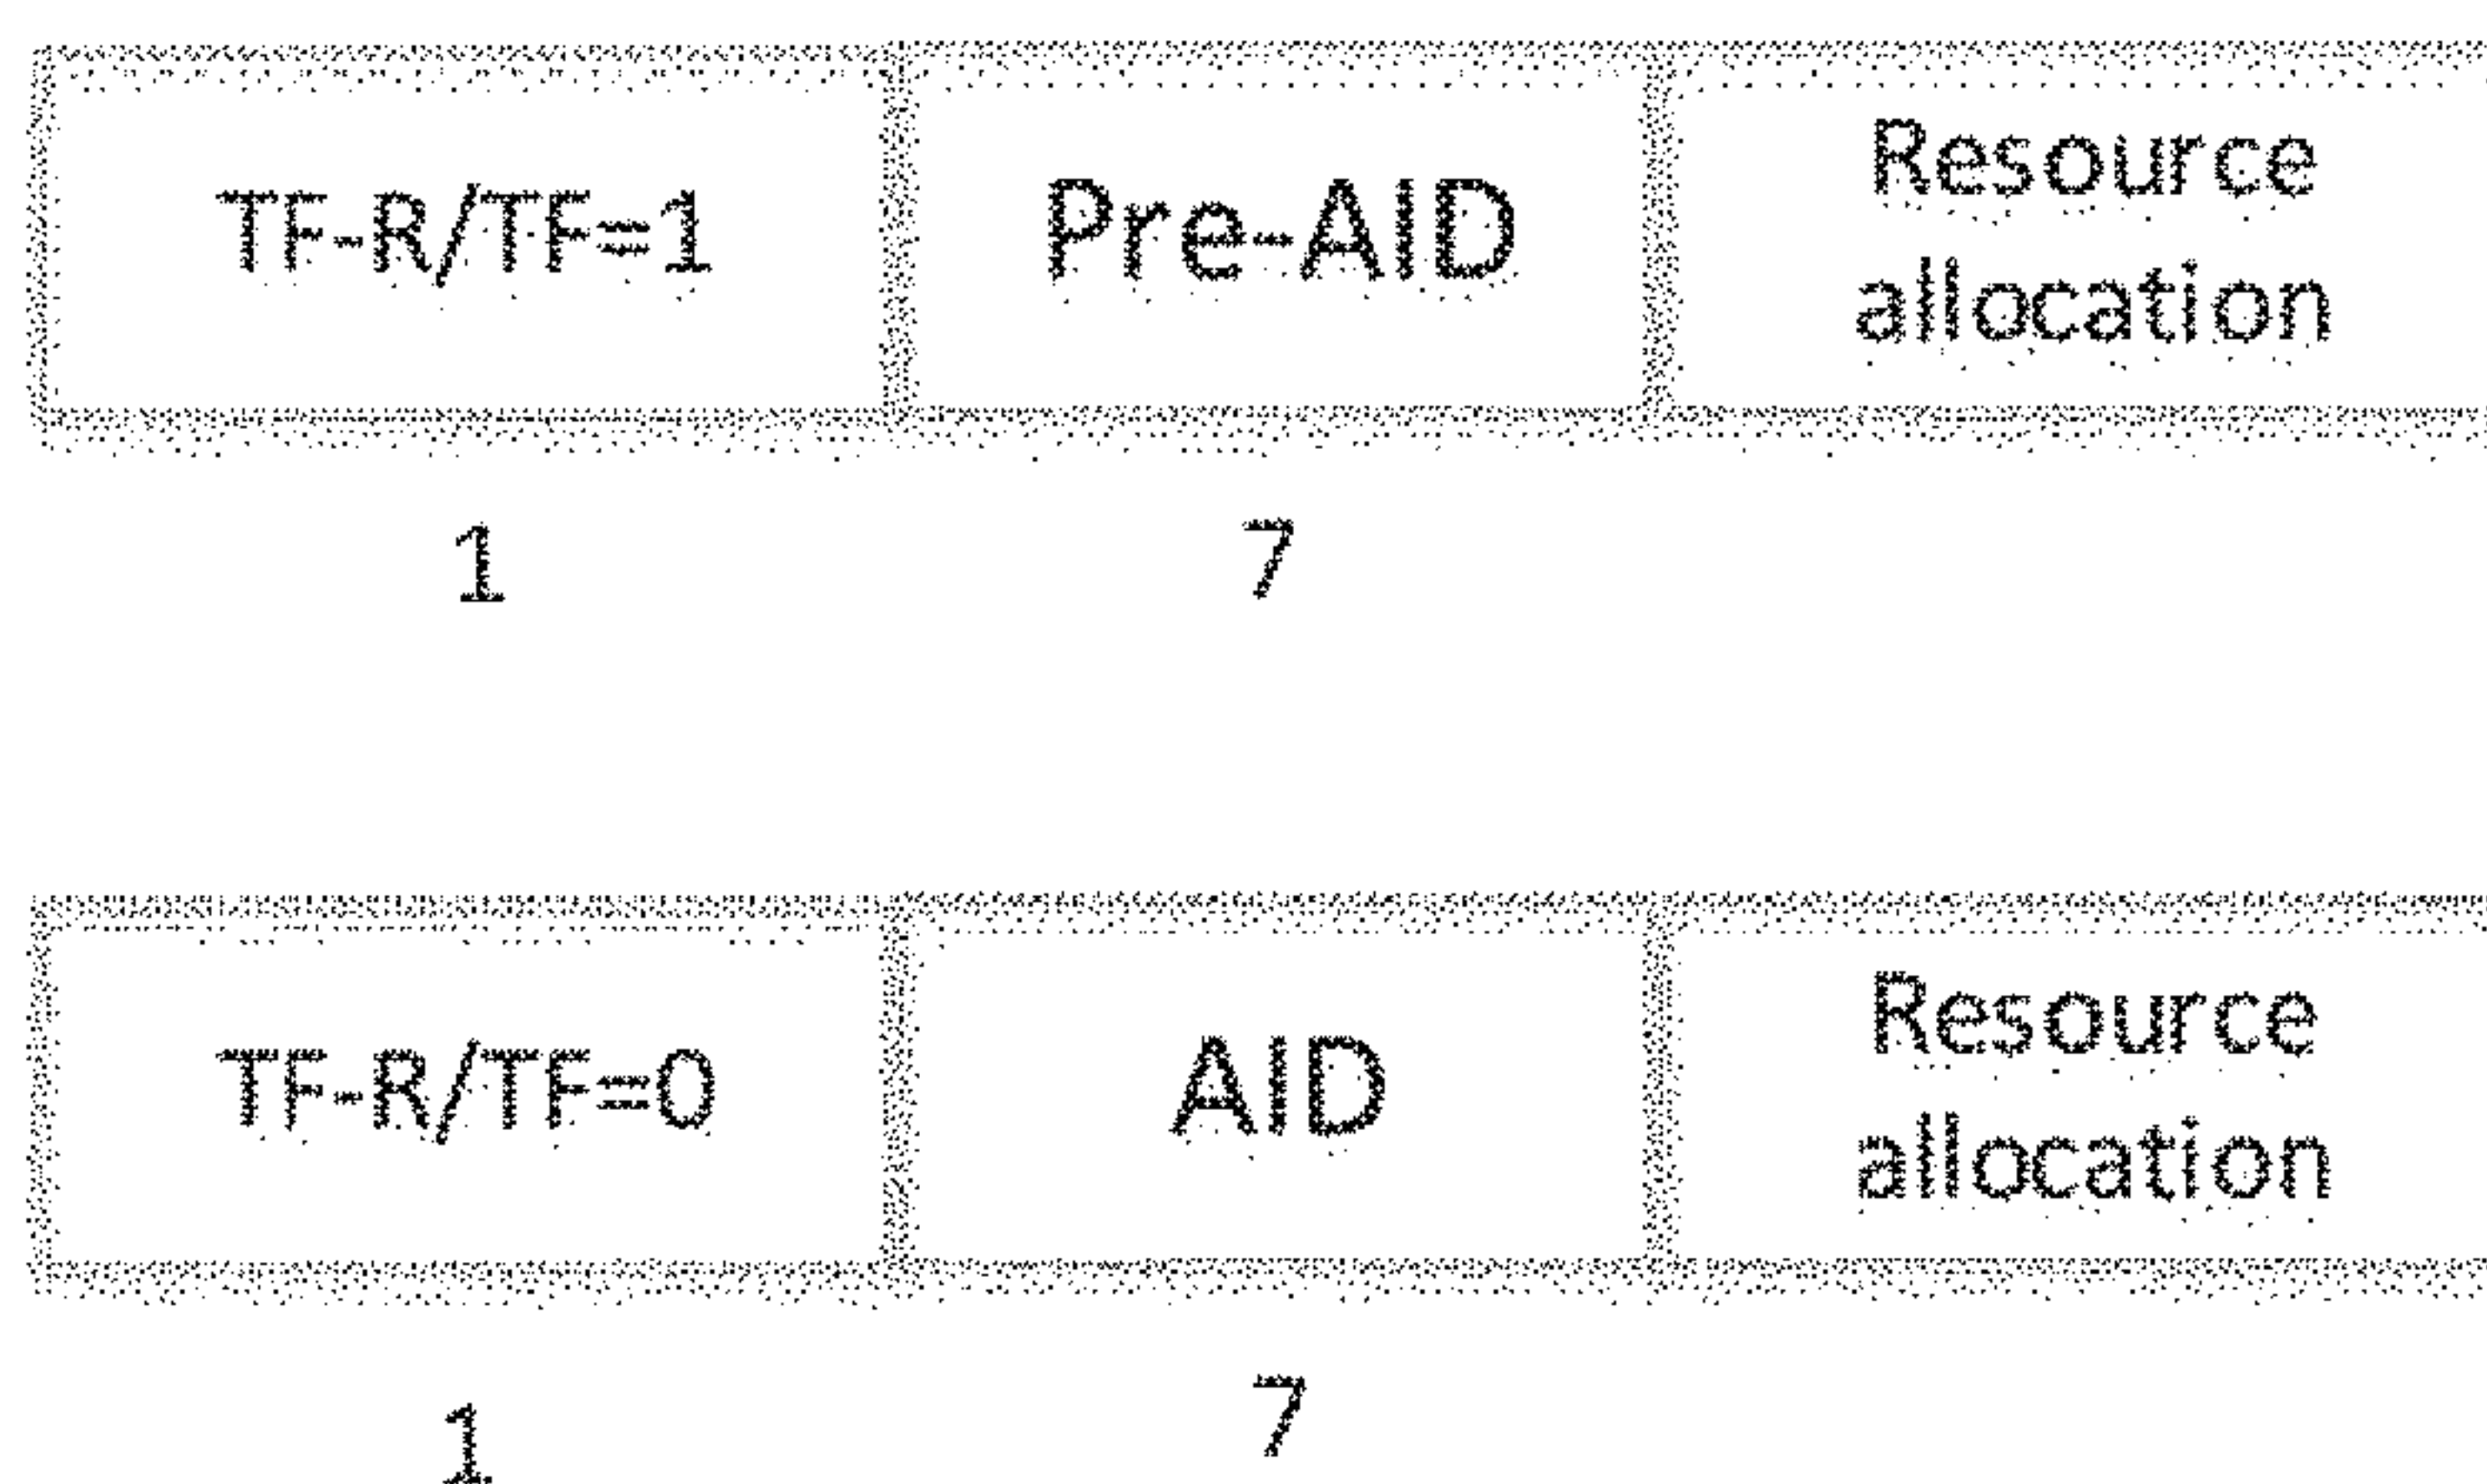 TF-R/TF=1
Pre-AID
Resource
allocation
1
7
TF-R/TF=0
AID
Resource
allocation
1
7